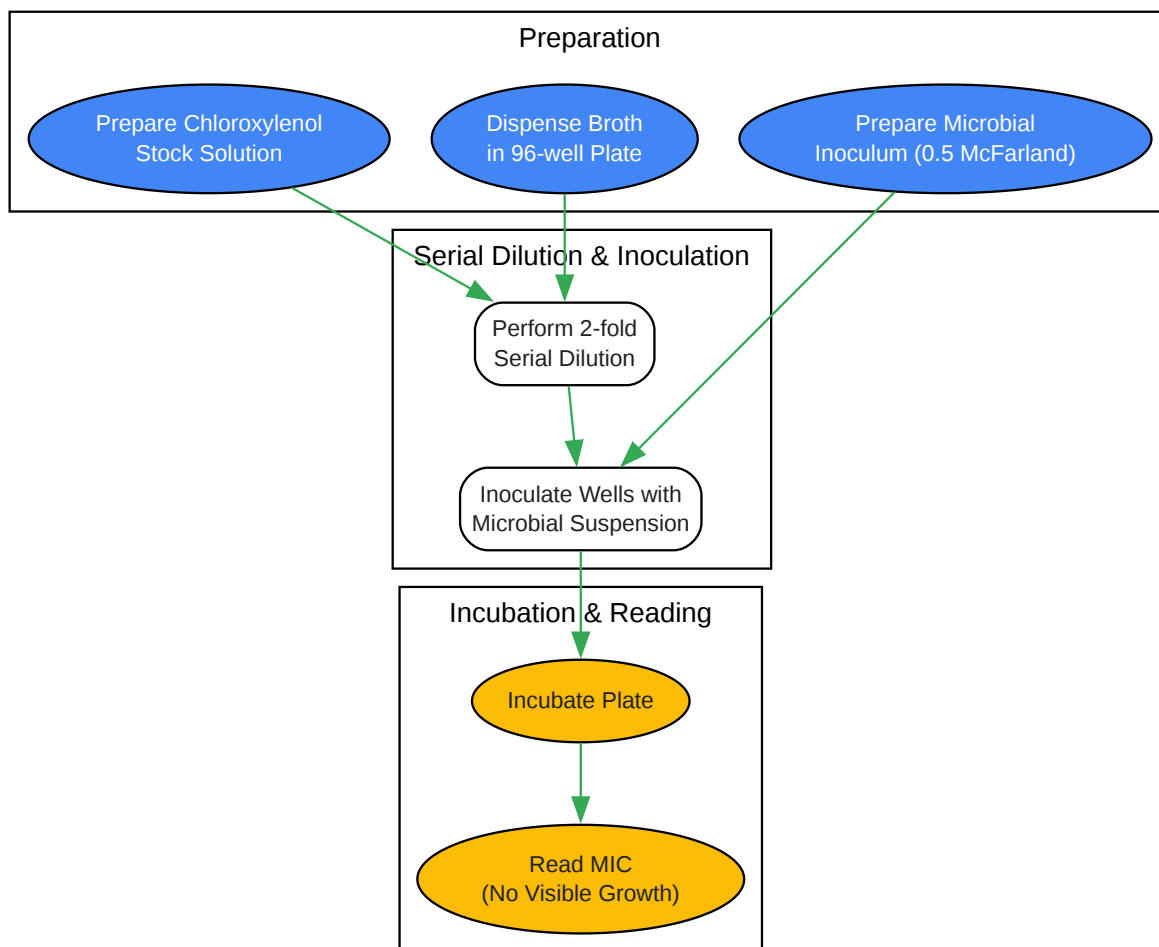 Preparation
Prepare Chloroxylenol
Stock Solution
Dispense Broth
in 96-well Plate
Prepare Microbial
Inoculum (0.5 McFarland)
Serial Dilution & Inoculation
Perform 2-fold
Serial Dilution
Inoculate Wells with
Microbial Suspension
Incubation & Reading
Incubate Plate
Read MIC
(No Visible Growth)